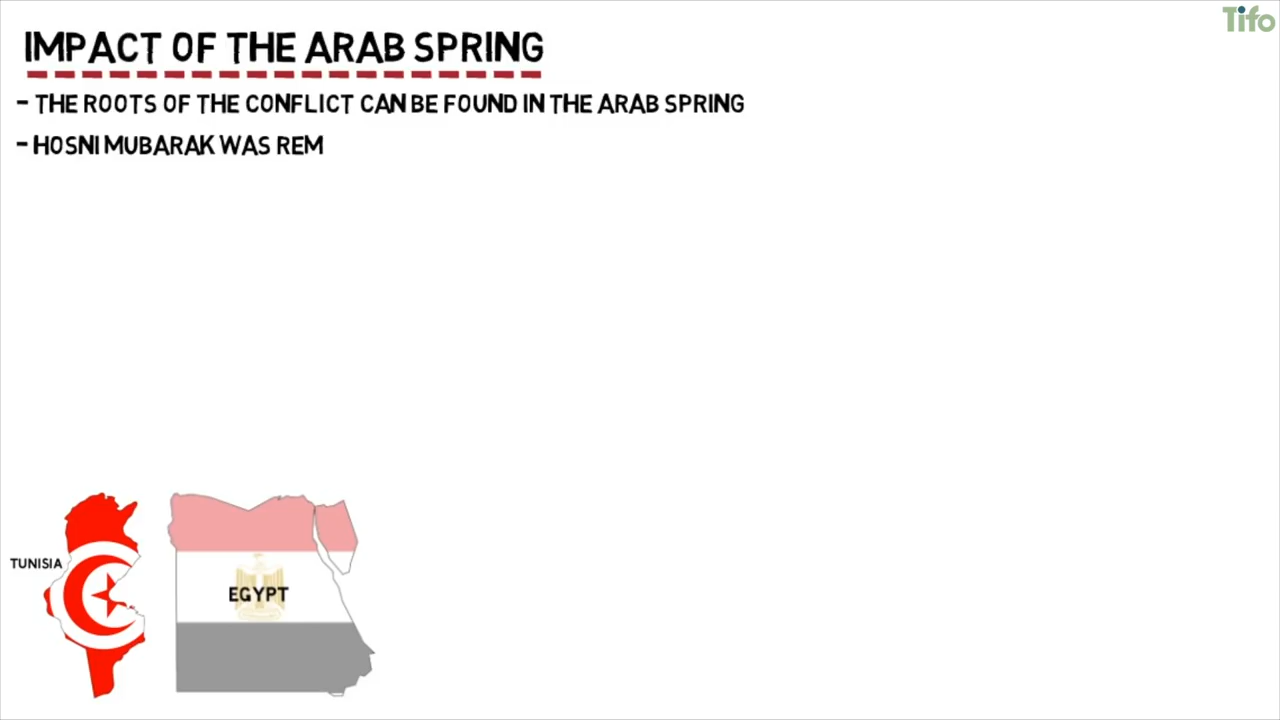 Tifo
IMPACT OF THE ARAB SPRING
- THE ROOTS OF THE CONFLICT CAN BE FOUND IN THE ARAB SPRING
- HOSNI MUBARAK WAS REM
TUNISIA
EGYPT